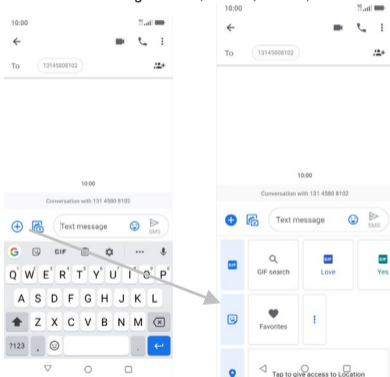 10:00
To 13145808102
10:00
Conversation with 131 4580 8102
Text message
SMS
GIF
Q W E R T Y U I O P
A S D F G H J K L
Z X C V B N M
?123 , .
10:00
To 13145808102
10:00
Conversation with 131 4580 8102
Text message
SMS
GIF GIF GIF
GIF search Love Yes
Favorites
Tap to give access to Location